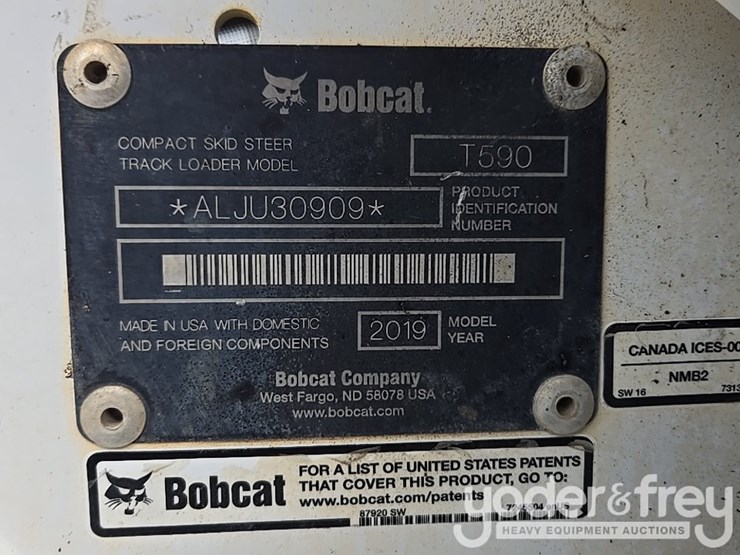 Bobcat®
COMPACT SKID STEER
TRACK LOADER MODEL
T590
*ALJU30909*
PRODUCT
IDENTIFICATION
NUMBER
MADE IN USA WITH DOMESTIC
AND FOREIGN COMPONENTS
2019
MODEL
YEAR
Bobcat Company
West Fargo, ND 58078 USA
www.bobcat.com
CANADA ICES-00
NMB2
SW 16
7313
Bobcat
FOR A LIST OF UNITED STATES PATENTS
THAT COVER THIS PRODUCT, GO TO:
www.bobcat.com/patents
87920 SW
yoder&frey
HEAVY EQUIPMENT AUCTIONS